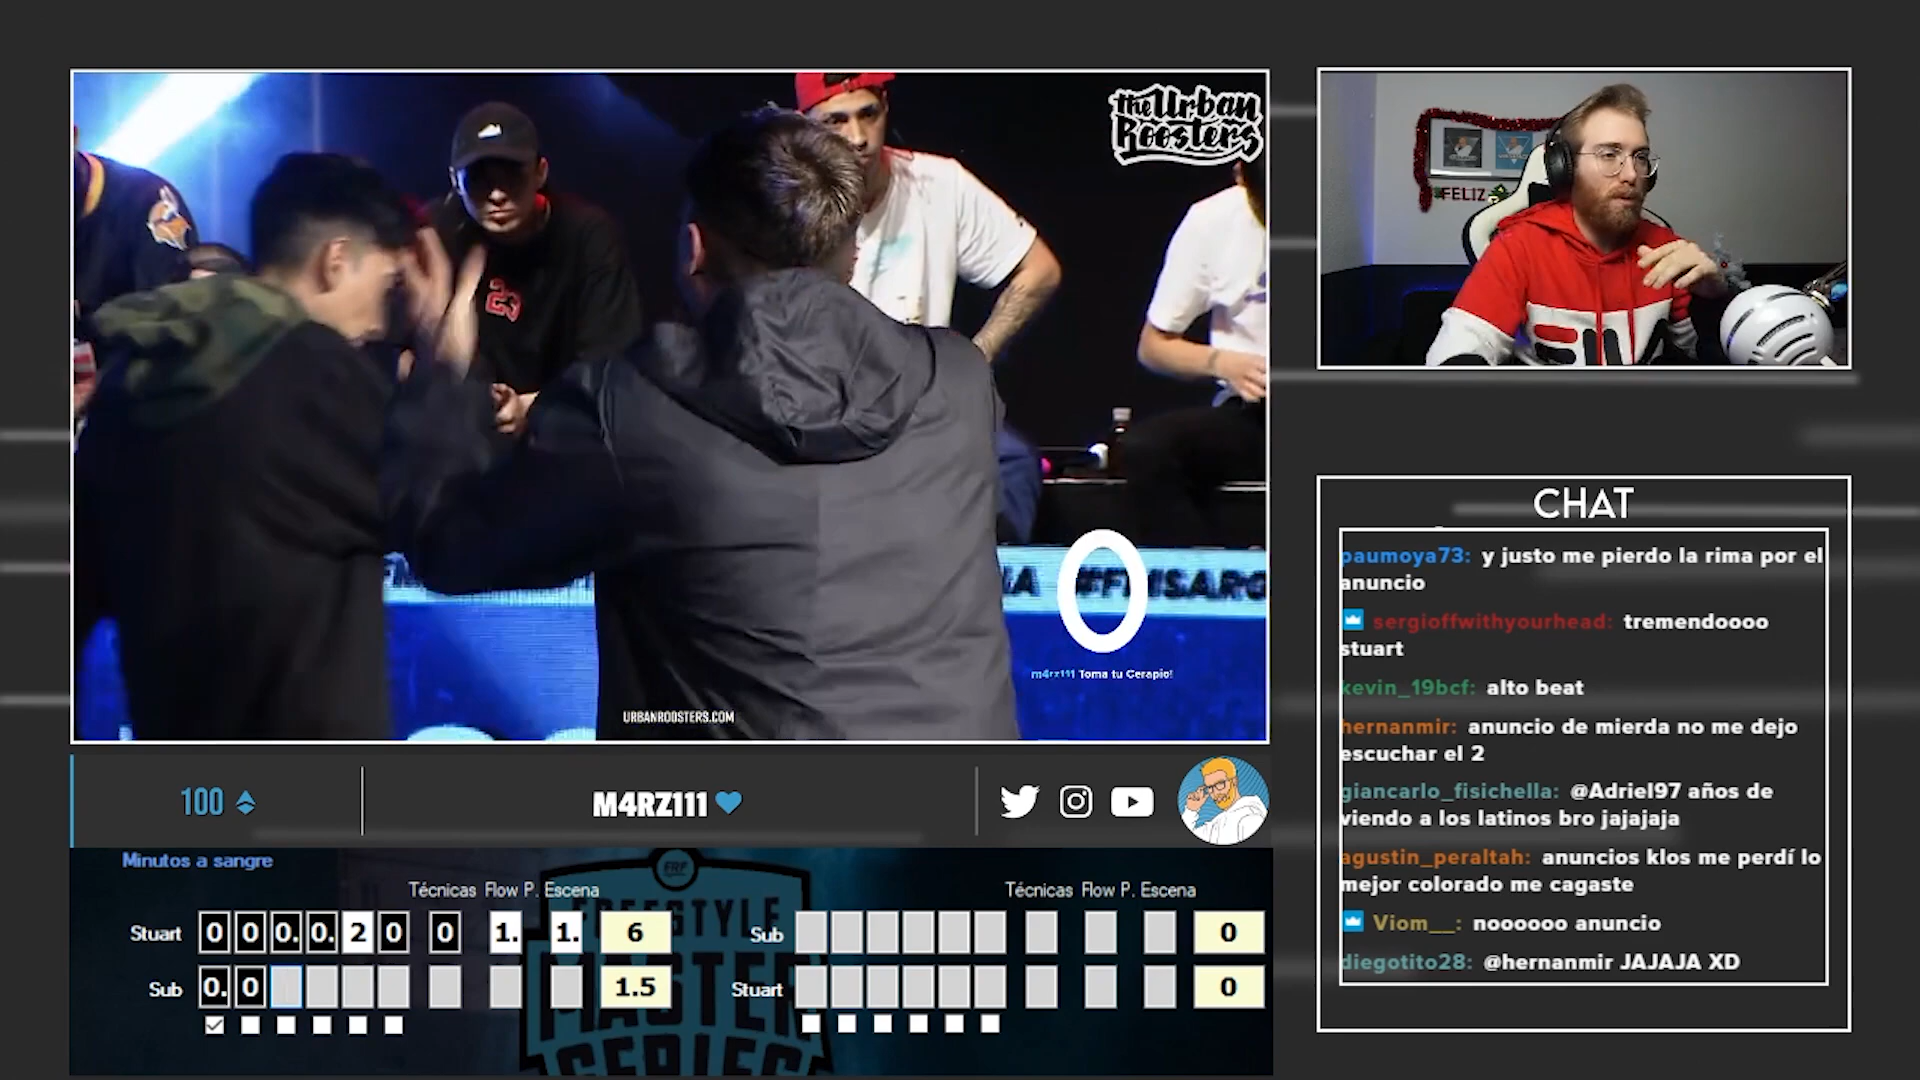 the Urban
Roosters
FELIZ
23
#FMSARG
0
m4rz111 Toma tu Cerapio!
URBANROOSTERS.COM
FILA
CHAT
paumoya73: y justo me pierdo la rima por el
anuncio
sergioffwithyourhead: tremendoooo
stuart
kevin_19bcf: alto beat
hernanmir: anuncio de mierda no me dejo
escuchar el 2
giancarlo_fisichella: @Adriel97 años de
viendo a los latinos bro jajajaja
agustin_peraltah: anuncios klos me perdí lo
mejor colorado me cagaste
Viom__: noooooo anuncio
diegotito28: @hernanmir JAJAJA XD
100
M4RZ111
Minutos a sangre
Técnicas Flow P. Escena
Técnicas Flow P. Escena
Stuart 0 0 0. 0. 2 0 0 1. 1. 6
Sub 0
Sub 0. 0 1.5
Stuart 0
FREESTYLE
MASTER
SERIES